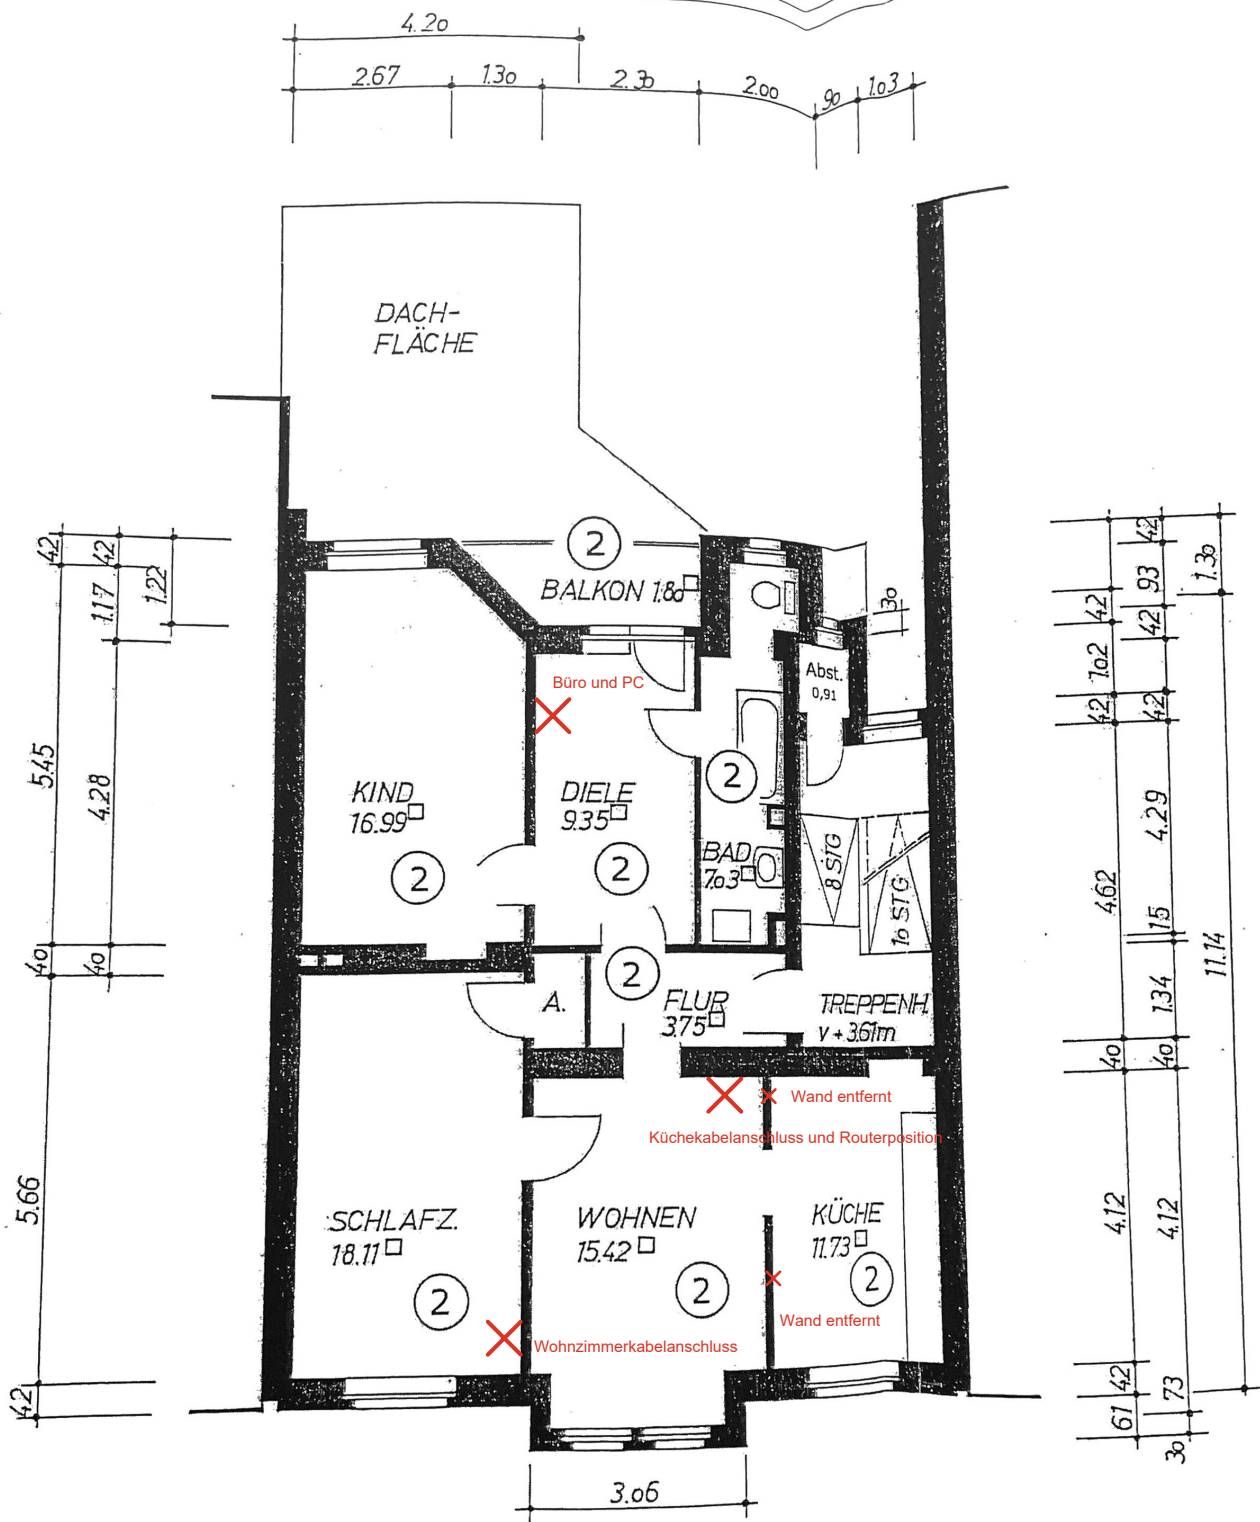 4.20
2.67
1.30
2.30
2.00
90
1.03
DACH-
FLÄCHE
2
BALKON 1.80
30
Abst.
0,91
Büro und PC
KIND
16.99
2
DIELE
9.35
2
2
BAD
7.03
8 STG
10 STG
2
A.
FLUR
3.75
TREPPENH.
v + 3.61m
Wand entfernt
Küchekabelanschluss und Routerposition
SCHLAFZ.
18.11
2
WOHNEN
15.42
2
KÜCHE
11.73
2
Wand entfernt
Wohnzimmerkabelanschluss
3.06
42
5.45
40
5.66
42
42
1.17
4.28
40
1.22
42
1.02
42
4.62
40
4.12
42
61
42
93
42
42
4.29
15
1.34
40
4.12
73
30
1.30
11.14